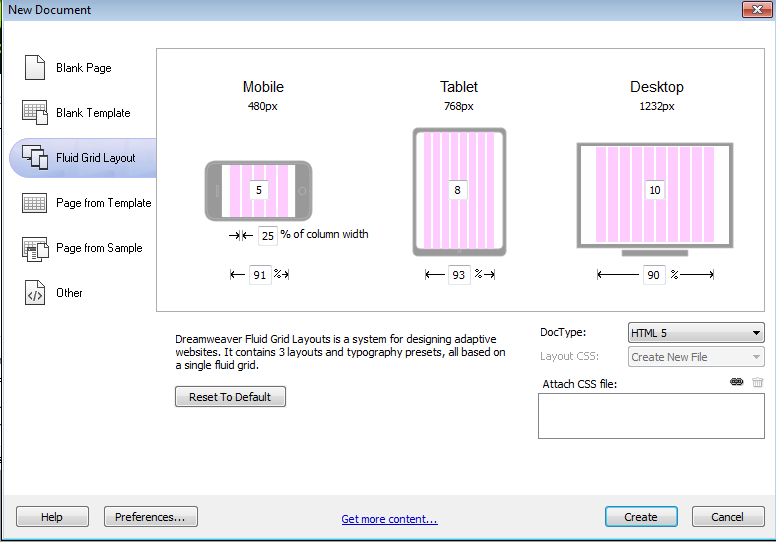 New Document
Blank Page
Blank Template
Fluid Grid Layout
Page from Template
Page from Sample
Other
Mobile
480px
5
25 % of column width
91 %
Tablet
768px
8
93 %
Desktop
1232px
10
90 %
Dreamweaver Fluid Grid Layouts is a system for designing adaptive
websites. It contains 3 layouts and typography presets, all based on
a single fluid grid.
Reset To Default
DocType: HTML 5
Layout CSS: Create New File
Attach CSS file:
Help
Preferences...
Get more content...
Create
Cancel